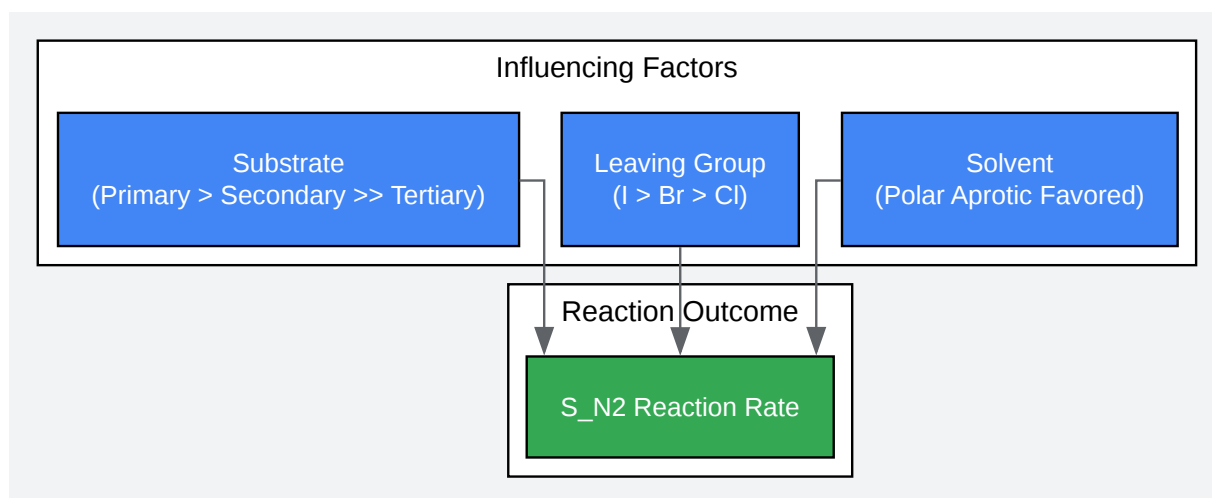 Influencing Factors
Substrate
(Primary > Secondary >> Tertiary)
Leaving Group
(I > Br > Cl)
Solvent
(Polar Aprotic Favored)
Reaction Outcome
S_N2 Reaction Rate